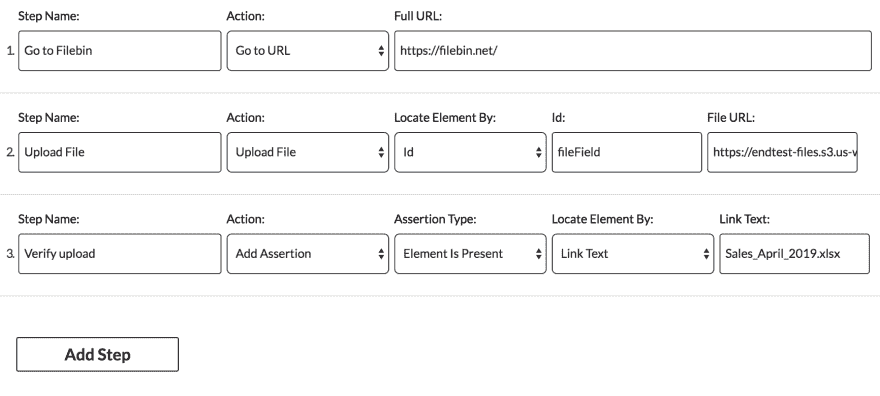 Step Name: Action: Full URL:
1. Go to Filebin Go to URL https://filebin.net/
Step Name: Action: Locate Element By: Id: File URL:
2. Upload File Upload File Id fileField https://endtest-files.s3.us-
Step Name: Action: Assertion Type: Locate Element By: Link Text:
3. Verify upload Add Assertion Element Is Present Link Text Sales_April_2019.xlsx
Add Step